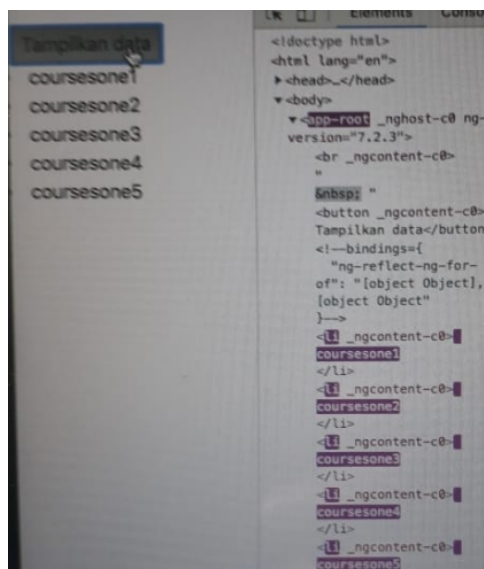 Tampilkan data
coursesone1
coursesone2
coursesone3
coursesone4
coursesone5
Elements Conso
<!doctype html>
<html lang="en">
<head>…</head>
<body>
<app-root _nghost-c0 ng-
version="7.2.3">
<br _ngcontent-c0>
"
&nbsp; "
<button _ngcontent-c0>
Tampilkan data</button
<!--bindings={
"ng-reflect-ng-for-
of": "[object Object],
[object Object"
}-->
<li _ngcontent-c0>
coursesone1
</li>
<li _ngcontent-c0>
coursesone2
</li>
<li _ngcontent-c0>
coursesone3
</li>
<li _ngcontent-c0>
coursesone4
</li>
<li _ngcontent-c0>
coursesone5